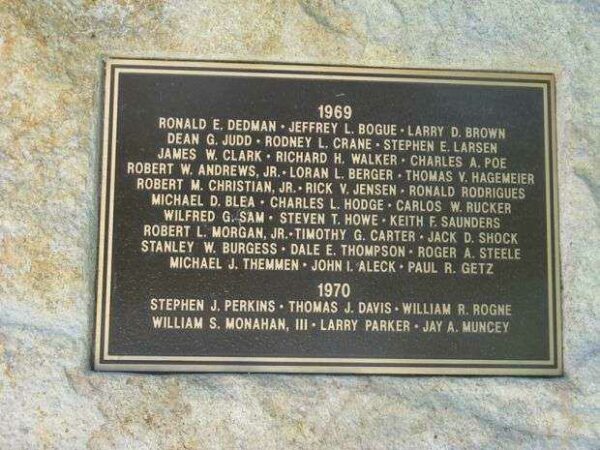 1969
RONALD E. DEDMAN · JEFFREY L. BOGUE · LARRY D. BROWN
DEAN G. JUDD · RODNEY L. CRANE · STEPHEN E. LARSEN
JAMES W. CLARK · RICHARD H. WALKER · CHARLES A. POE
ROBERT W. ANDREWS, JR. · LORAN L. BERGER · THOMAS V. HAGEMEIER
ROBERT M. CHRISTIAN, JR. · RICK V. JENSEN · RONALD RODRIGUES
MICHAEL D. BLEA · CHARLES L. HODGE · CARLOS W. RUCKER
WILFRED G. SAM · STEVEN T. HOWE · KEITH F. SAUNDERS
ROBERT L. MORGAN, JR. · TIMOTHY G. CARTER · JACK D. SHOCK
STANLEY W. BURGESS · DALE E. THOMPSON · ROGER A. STEELE
MICHAEL J. THEMMEN · JOHN I. ALECK · PAUL R. GETZ
1970
STEPHEN J. PERKINS · THOMAS J. DAVIS · WILLIAM R. ROGNE
WILLIAM S. MONAHAN, III · LARRY PARKER · JAY A. MUNCEY